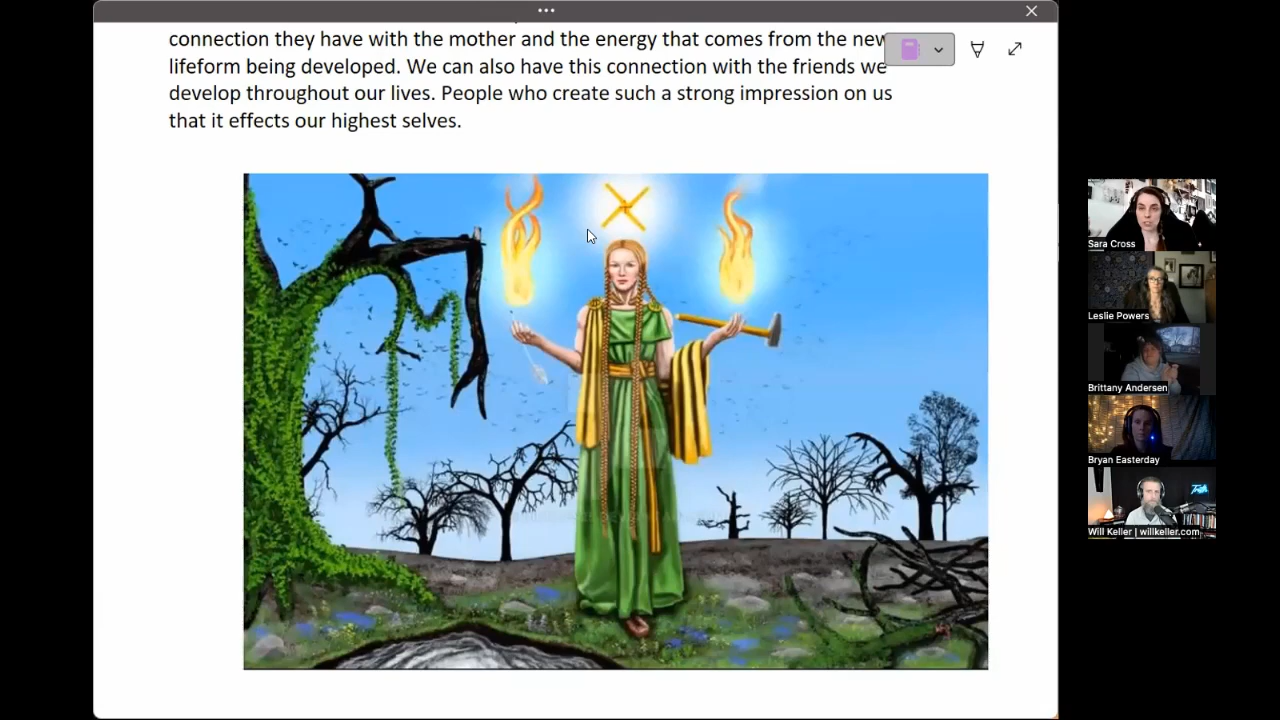 connection they have with the mother and the energy that comes from the new
lifeform being developed. We can also have this connection with the friends we
develop throughout our lives. People who create such a strong impression on us
that it effects our highest selves.
Sara Cross
Leslie Powers
Brittany Andersen
Bryan Easterday
Will Keller | willkeller.com